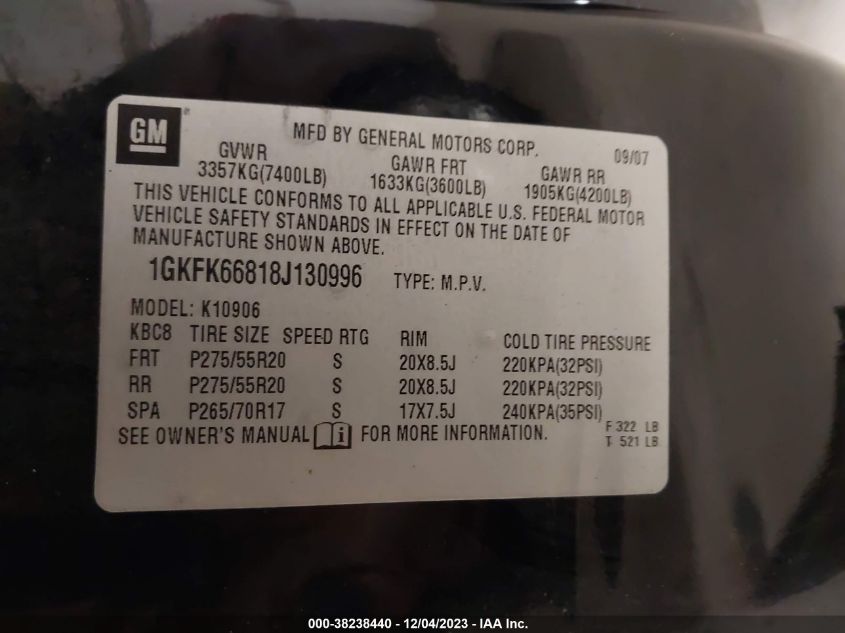 GM
MFD BY GENERAL MOTORS CORP. 09/07
GVWR GAWR FRT GAWR RR
3357KG(7400LB) 1633KG(3600LB) 1905KG(4200LB)
THIS VEHICLE CONFORMS TO ALL APPLICABLE U.S. FEDERAL MOTOR
VEHICLE SAFETY STANDARDS IN EFFECT ON THE DATE OF
MANUFACTURE SHOWN ABOVE.
1GKFK66818J130996 TYPE: M.P.V.
MODEL: K10906
KBC8 TIRE SIZE SPEED RTG RIM COLD TIRE PRESSURE
FRT P275/55R20 S 20X8.5J 220KPA(32PSI)
RR P275/55R20 S 20X8.5J 220KPA(32PSI)
SPA P265/70R17 S 17X7.5J 240KPA(35PSI)
SEE OWNER'S MANUAL i FOR MORE INFORMATION.
F 322 LB
T 521 LB
000-38238440 - 12/04/2023 - IAA Inc.